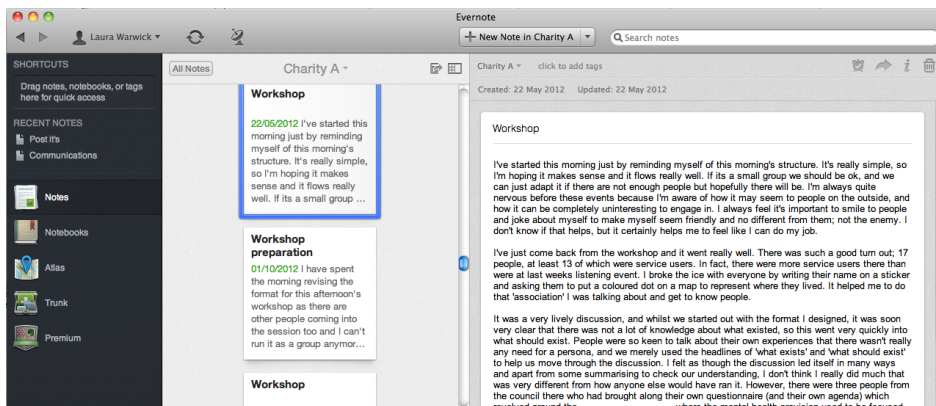 Evernote
Laura Warwick
New Note in Charity A
Search notes
SHORTCUTS
Drag notes, notebooks, or tags
here for quick access
RECENT NOTES
Post it's
Communications
Notes
Notebooks
Atlas
Trunk
Premium
All Notes
Charity A
Workshop
22/05/2012 I've started this
morning just by reminding
myself of this morning's
structure. It's really simple,
so I'm hoping it makes
sense and it flows really
well. If its a small group ...
Workshop
preparation
01/10/2012 I have spent
the morning revising the
format for this afternoon's
workshop as there are
other people coming into
the session too and I can't
run it as a group anymor...
Workshop
Charity A
click to add tags
Created: 22 May 2012 Updated: 22 May 2012
Workshop
I've started this morning just by reminding myself of this morning's structure. It's really simple, so
I'm hoping it makes sense and it flows really well. If its a small group we should be ok, and we
can just adapt it if there are not enough people but hopefully there will be. I'm always quite
nervous before these events because I'm aware of how it may seem to people on the outside, and
how it can be completely uninteresting to engage in. I always feel it's important to smile to people
and joke about myself to make myself seem friendly and no different from them; not the enemy. I
don't know if that helps, but it certainly helps me to feel like I can do my job.
I've just come back from the workshop and it went really well. There was such a good turn out; 17
people, at least 13 of which were service users. In fact, there were more service users there than
were at last weeks listening event. I broke the ice with everyone by writing their name on a sticker
and asking them to put a coloured dot on a map to represent where they lived. It helped me to do
that 'association' I was talking about and get to know people.
It was a very lively discussion, and whilst we started out with the format I designed, it was soon
very clear that there was not a lot of knowledge about what existed, so this went very quickly into
what should exist. People were so keen to talk about their own experiences that there wasn't really
any need for a persona, and we merely used the headlines of 'what exists' and 'what should exist'
to help us move through the discussion. I felt as though the discussion led itself in many ways
and apart from some summarising to check our understanding, I don't think I really did much that
was very different from how anyone else would have ran it. However, there were three people from
the council there who had brought along their own questionnaire (and their own agenda) which
revolved around the where the mental health provision used to be focused